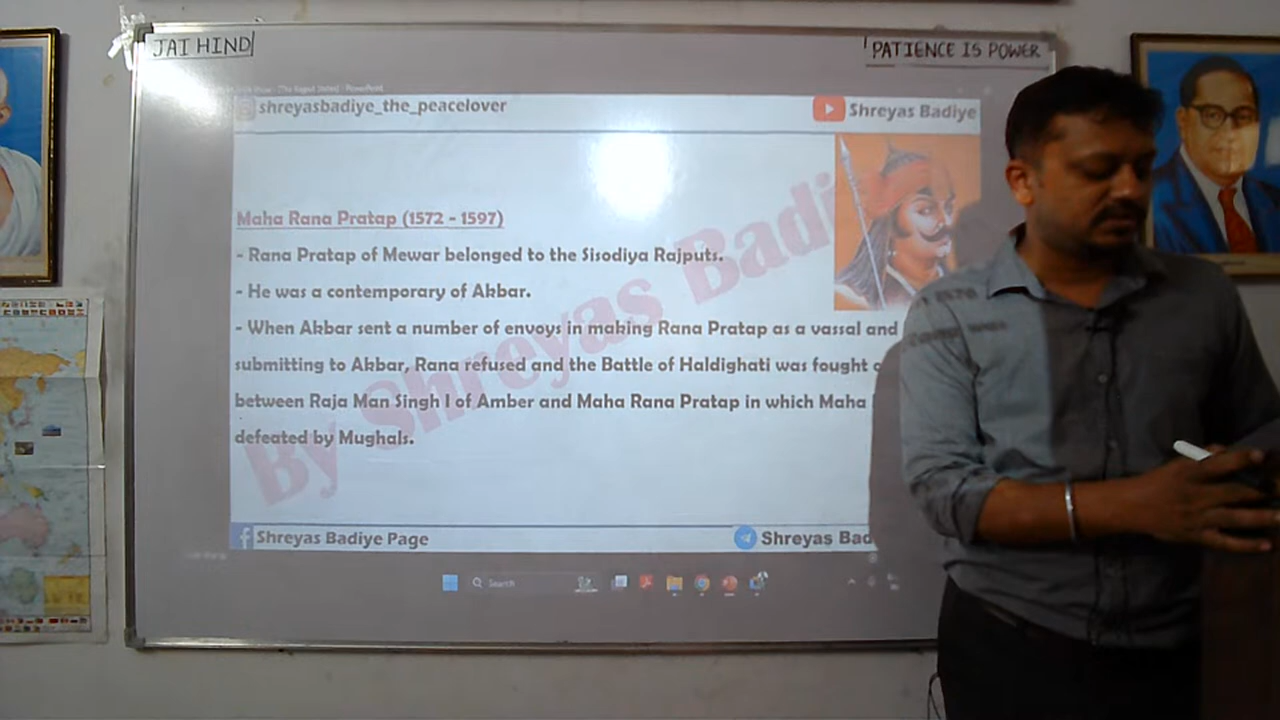 JAI HIND
PATIENCE IS POWER
shreyasbadiye_the_peacelover
Shreyas Badiye
Maha Rana Pratap (1572 - 1597)
- Rana Pratap of Mewar belonged to the Sisodiya Rajputs.
- He was a contemporary of Akbar.
- When Akbar sent a number of envoys in making Rana Pratap as a vassal and
submitting to Akbar, Rana refused and the Battle of Haldighati was fought
between Raja Man Singh I of Amber and Maha Rana Pratap in which Maha
defeated by Mughals.
By Shreyas Badi
Shreyas Badiye Page
Shreyas Bad
Search